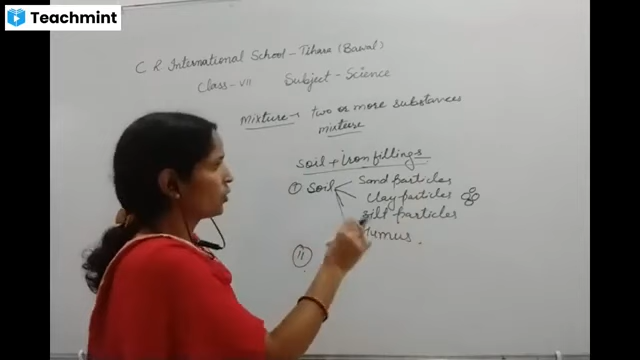 Teachmint
C R International School - Tihara (Bawal)
Class - VII Subject - Science
mixture → two or more substances
mixture
Soil + iron fillings
① Soil Sand particles
Clay particles
Silt particles
Humus.
⑪